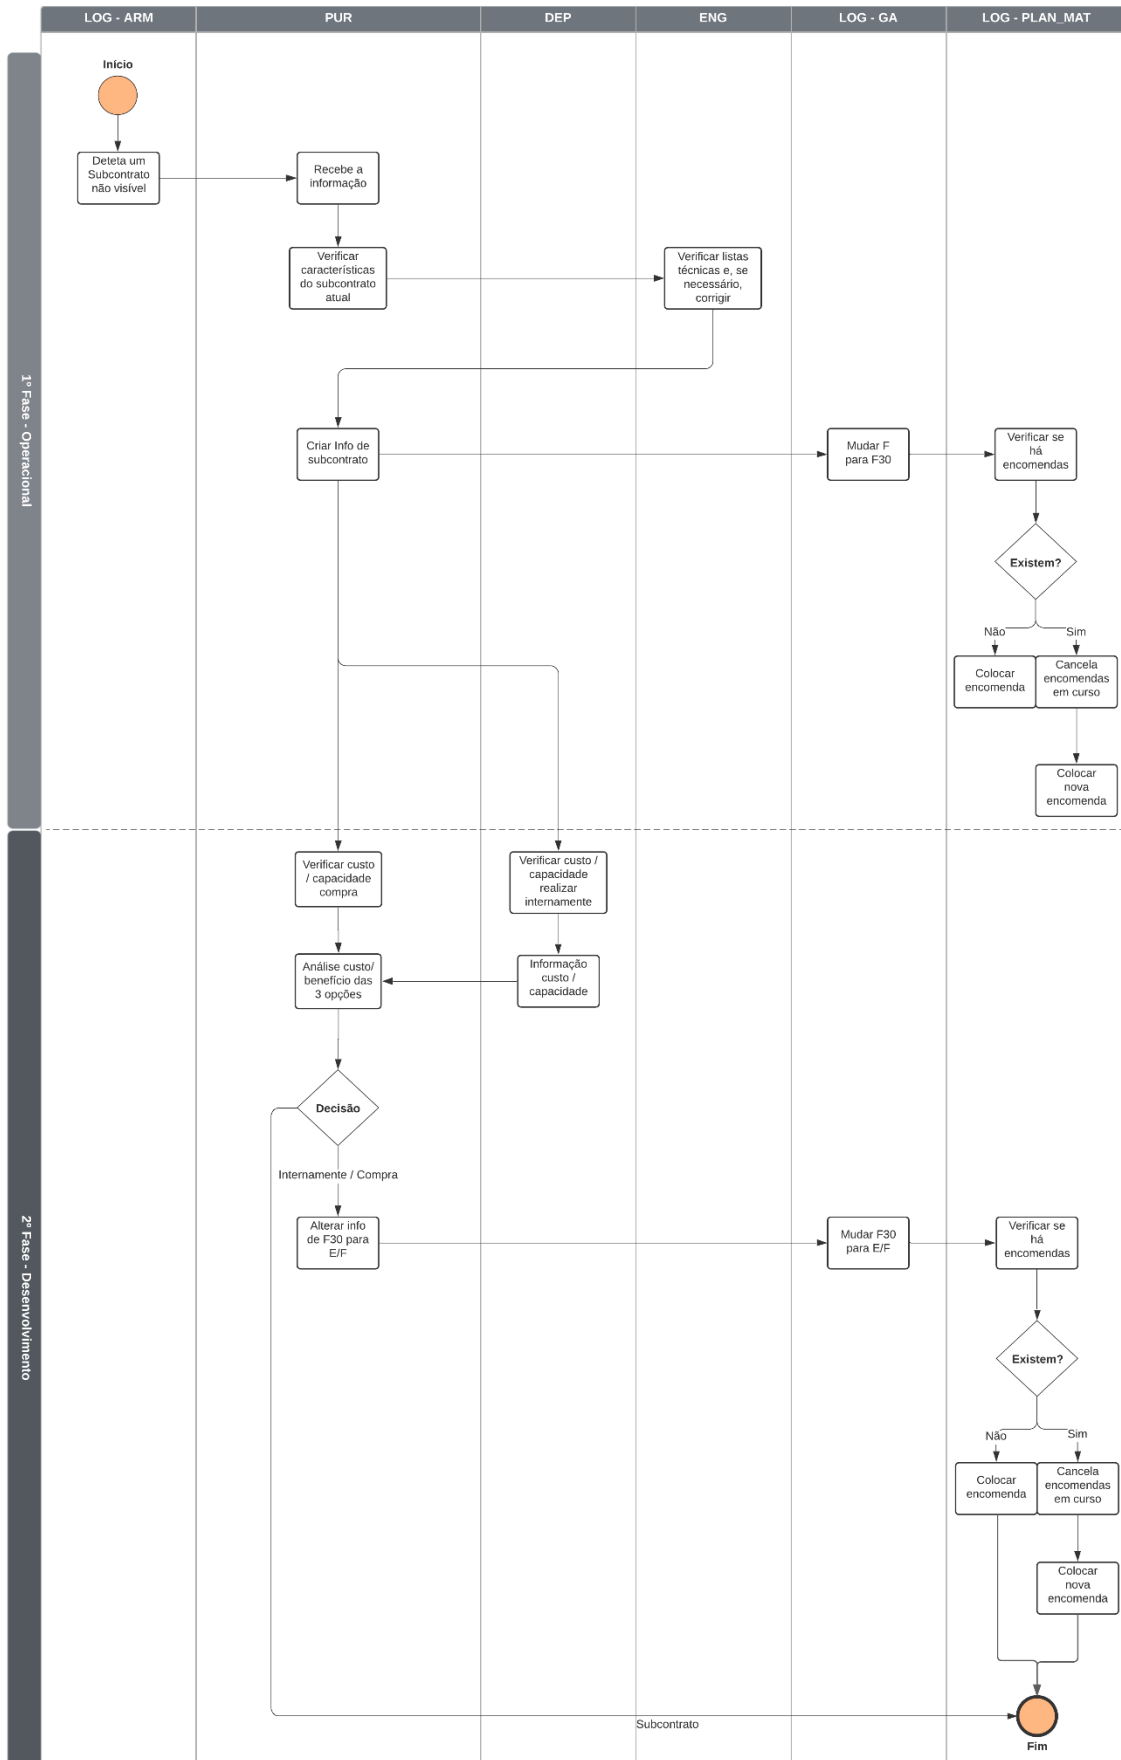 LOG - ARM
PUR
DEP
ENG
LOG - GA
LOG - PLAN_MAT
1º Fase - Operacional
Início
Deteta um
Subcontrato
não visível
Recebe a
informação
Verificar
características
do subcontrato
atual
Verificar listas
técnicas e, se
necessário,
corrigir
Criar Info de
subcontrato
Mudar F
para F30
Verificar se
há
encomendas
Existem?
Não
Sim
Colocar
encomenda
Cancela
encomendas
em curso
Colocar
nova
encomenda
2º Fase - Desenvolvimento
Verificar custo
/ capacidade
compra
Verificar custo /
capacidade
realizar
internamente
Análise custo/
benefício das
3 opções
Informação
custo /
capacidade
Decisão
Internamente / Compra
Alterar info
de F30 para
E/F
Mudar F30
para E/F
Verificar se
há
encomendas
Existem?
Não
Sim
Colocar
encomenda
Cancela
encomendas
em curso
Colocar
nova
encomenda
Subcontrato
Fim